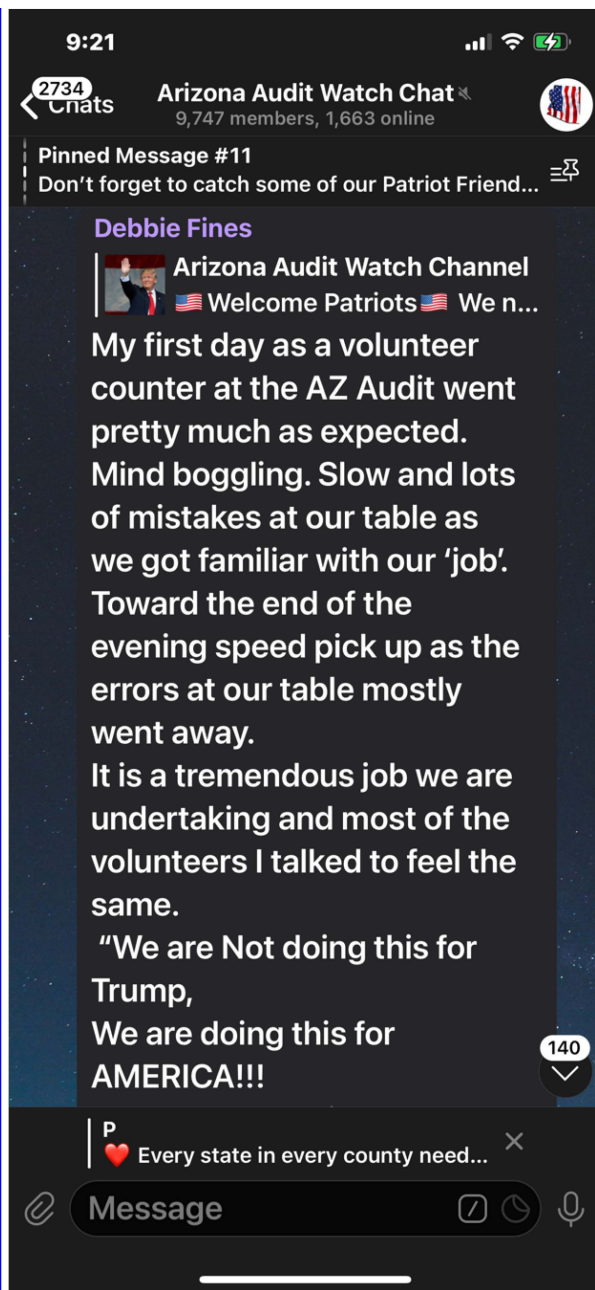 9:21
2734
Chats
Arizona Audit Watch Chat
9,747 members, 1,663 online
Pinned Message #11
Don’t forget to catch some of our Patriot Friend...
Debbie Fines
Arizona Audit Watch Channel
🇺🇸Welcome Patriots🇺🇸 We n...
My first day as a volunteer
counter at the AZ Audit went
pretty much as expected.
Mind boggling. Slow and lots
of mistakes at our table as
we got familiar with our ‘job’.
Toward the end of the
evening speed pick up as the
errors at our table mostly
went away.
It is a tremendous job we are
undertaking and most of the
volunteers I talked to feel the
same.
“We are Not doing this for
Trump,
We are doing this for
AMERICA!!!
140
P
❤️ Every state in every county need...
Message